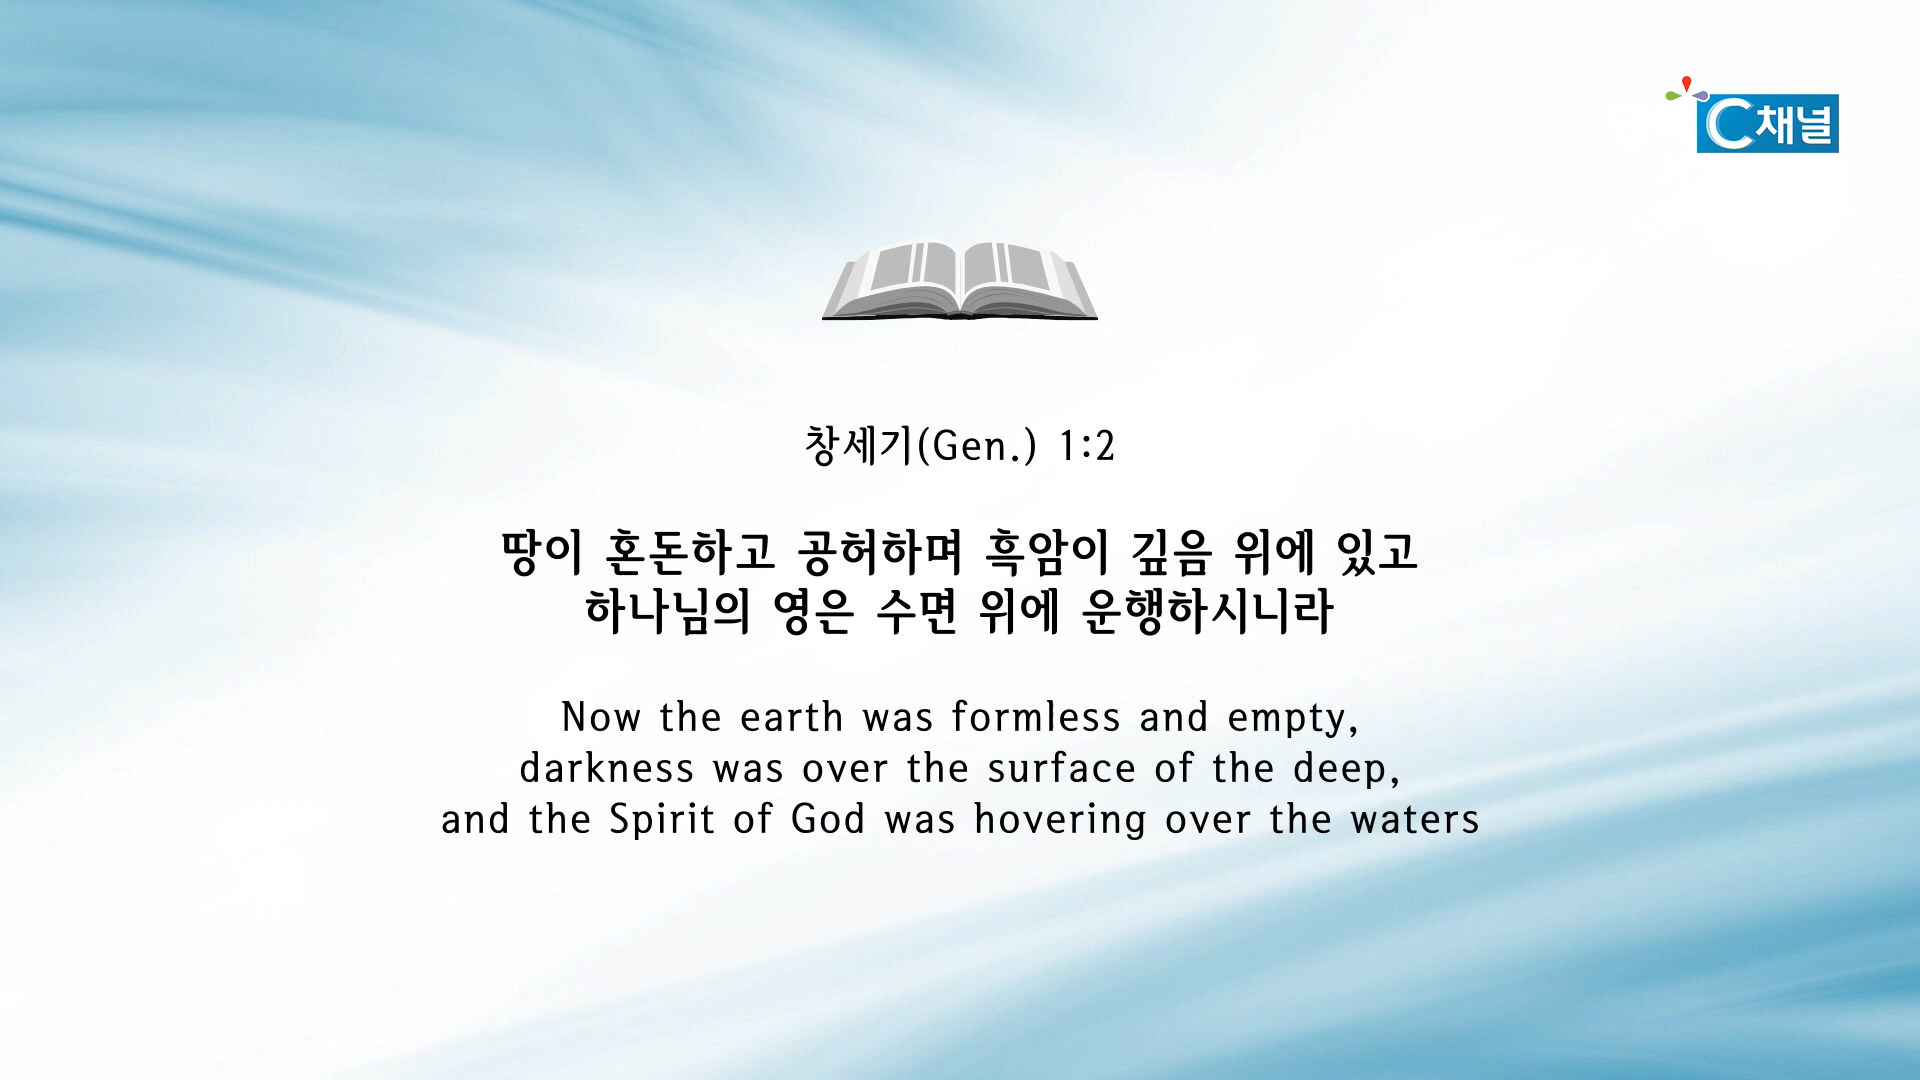 C채널
창세기(Gen.) 1:2
땅이 혼돈하고 공허하며 흑암이 깊음 위에 있고
하나님의 영은 수면 위에 운행하시니라
Now the earth was formless and empty,
darkness was over the surface of the deep,
and the Spirit of God was hovering over the waters